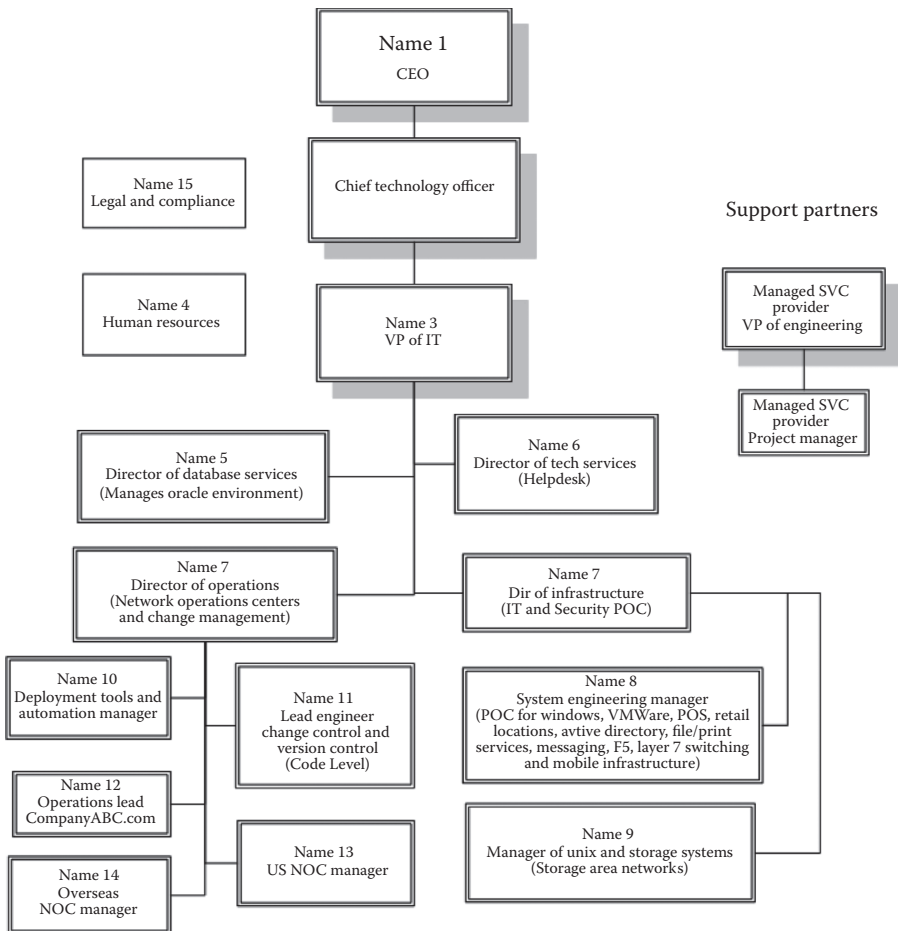 Name 1
CEO
Chief technology officer
Name 15
Legal and compliance
Support partners
Name 4
Human resources
Name 3
VP of IT
Managed SVC
provider
VP of engineering
Managed SVC
provider
Project manager
Name 5
Director of database services
(Manages oracle environment)
Name 6
Director of tech services
(Helpdesk)
Name 7
Director of operations
(Network operations centers
and change management)
Name 7
Dir of infrastructure
(IT and Security POC)
Name 10
Deployment tools and
automation manager
Name 11
Lead engineer
change control and
version control
(Code Level)
Name 8
System engineering manager
(POC for windows, VMWare, POS, retail
locations, avtive directory, file/print
services, messaging, F5, layer 7 switching
and mobile infrastructure)
Name 12
Operations lead
CompanyABC.com
Name 13
US NOC manager
Name 9
Manager of unix and storage systems
(Storage area networks)
Name 14
Overseas
NOC manager